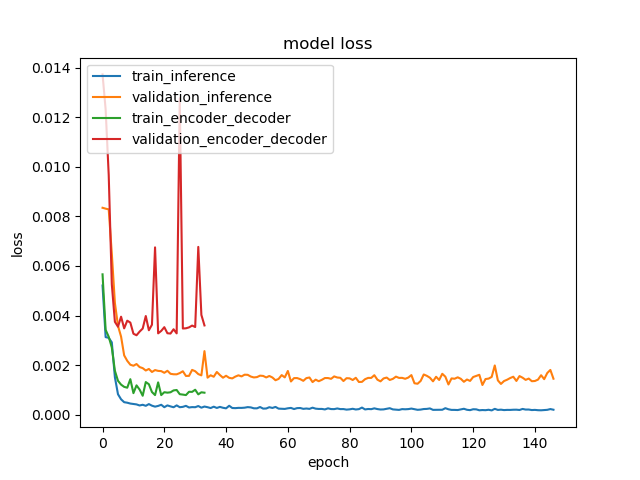 model loss
train_inference
validation_inference
train_encoder_decoder
validation_encoder_decoder
loss
0.014
0.012
0.010
0.008
0.006
0.004
0.002
0.000
0 20 40 60 80 100 120 140
epoch